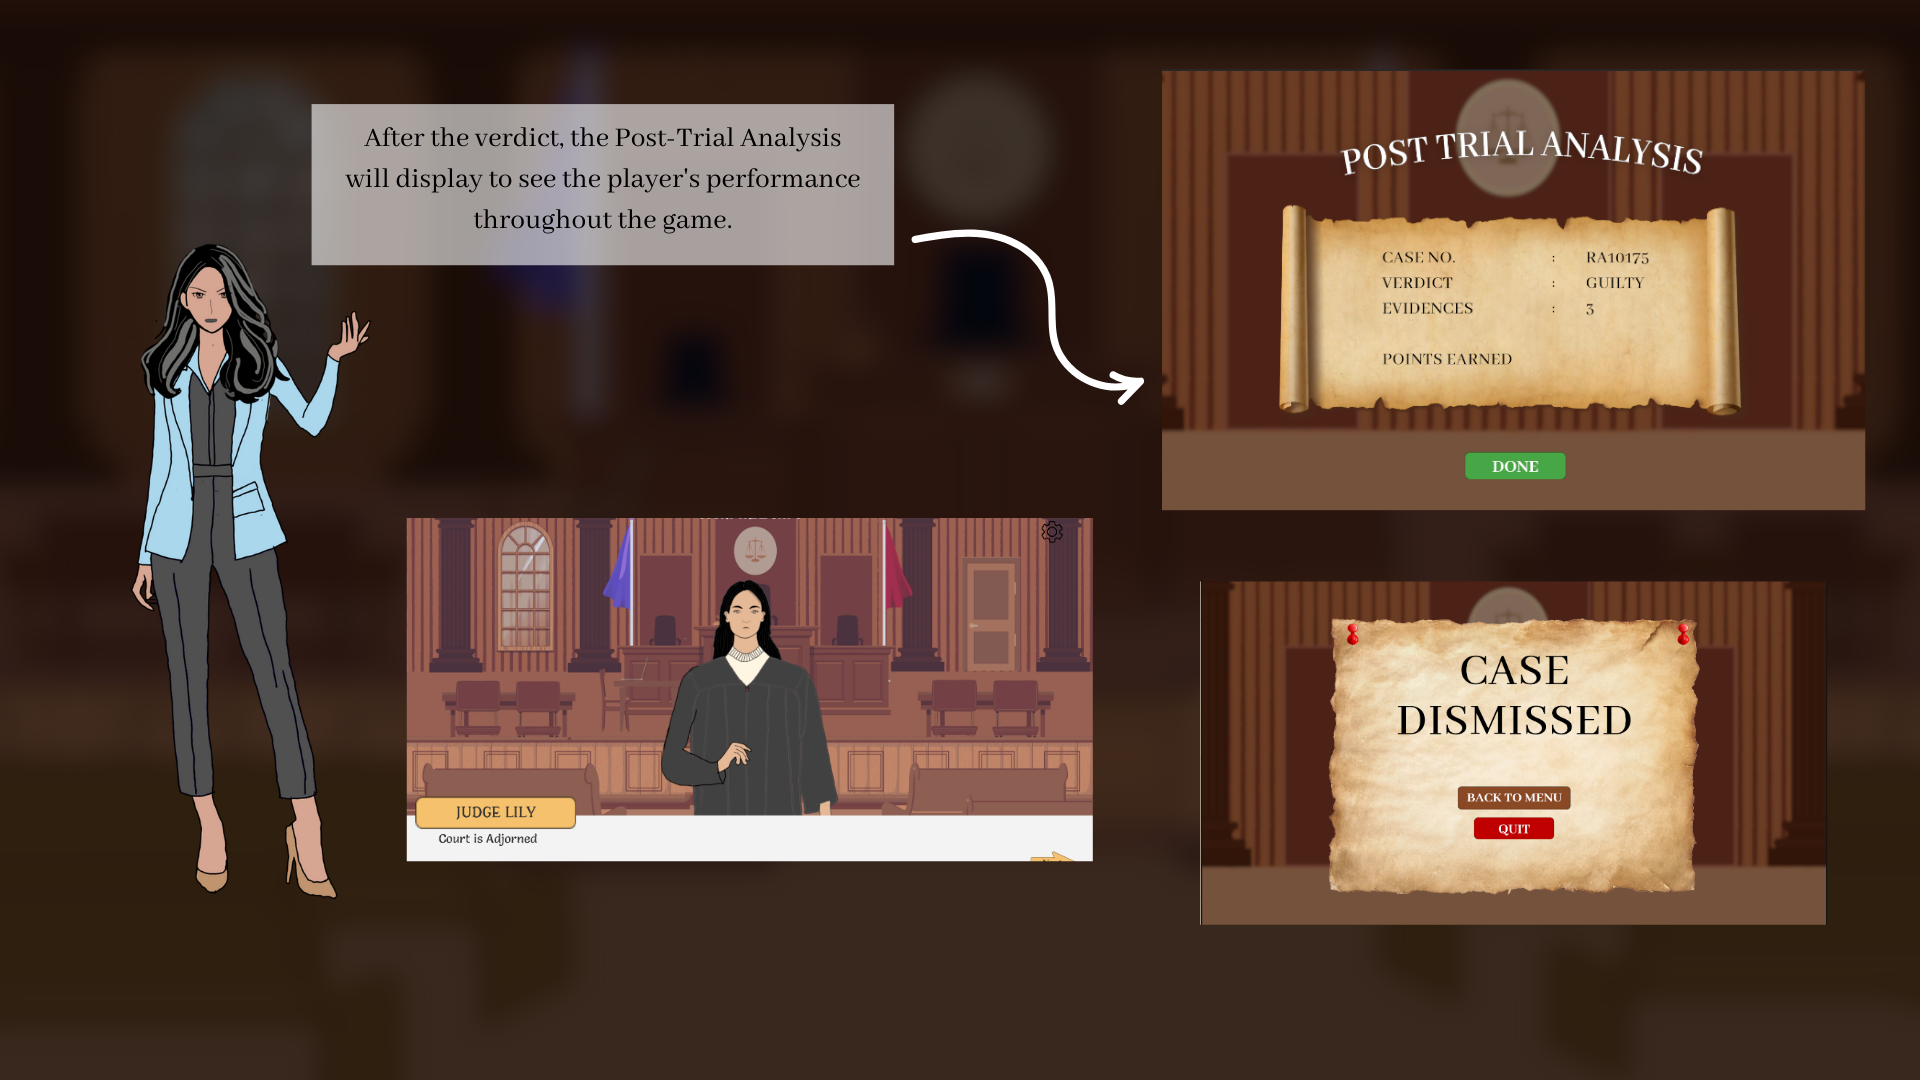 After the verdict, the Post-Trial Analysis
will display to see the player's performance
throughout the game.
POST TRIAL ANALYSIS
CASE NO. : RA10175
VERDICT : GUILTY
EVIDENCES : 3
POINTS EARNED
DONE
JUDGE LILY
Court is Adjorned
CASE
DISMISSED
BACK TO MENU
QUIT